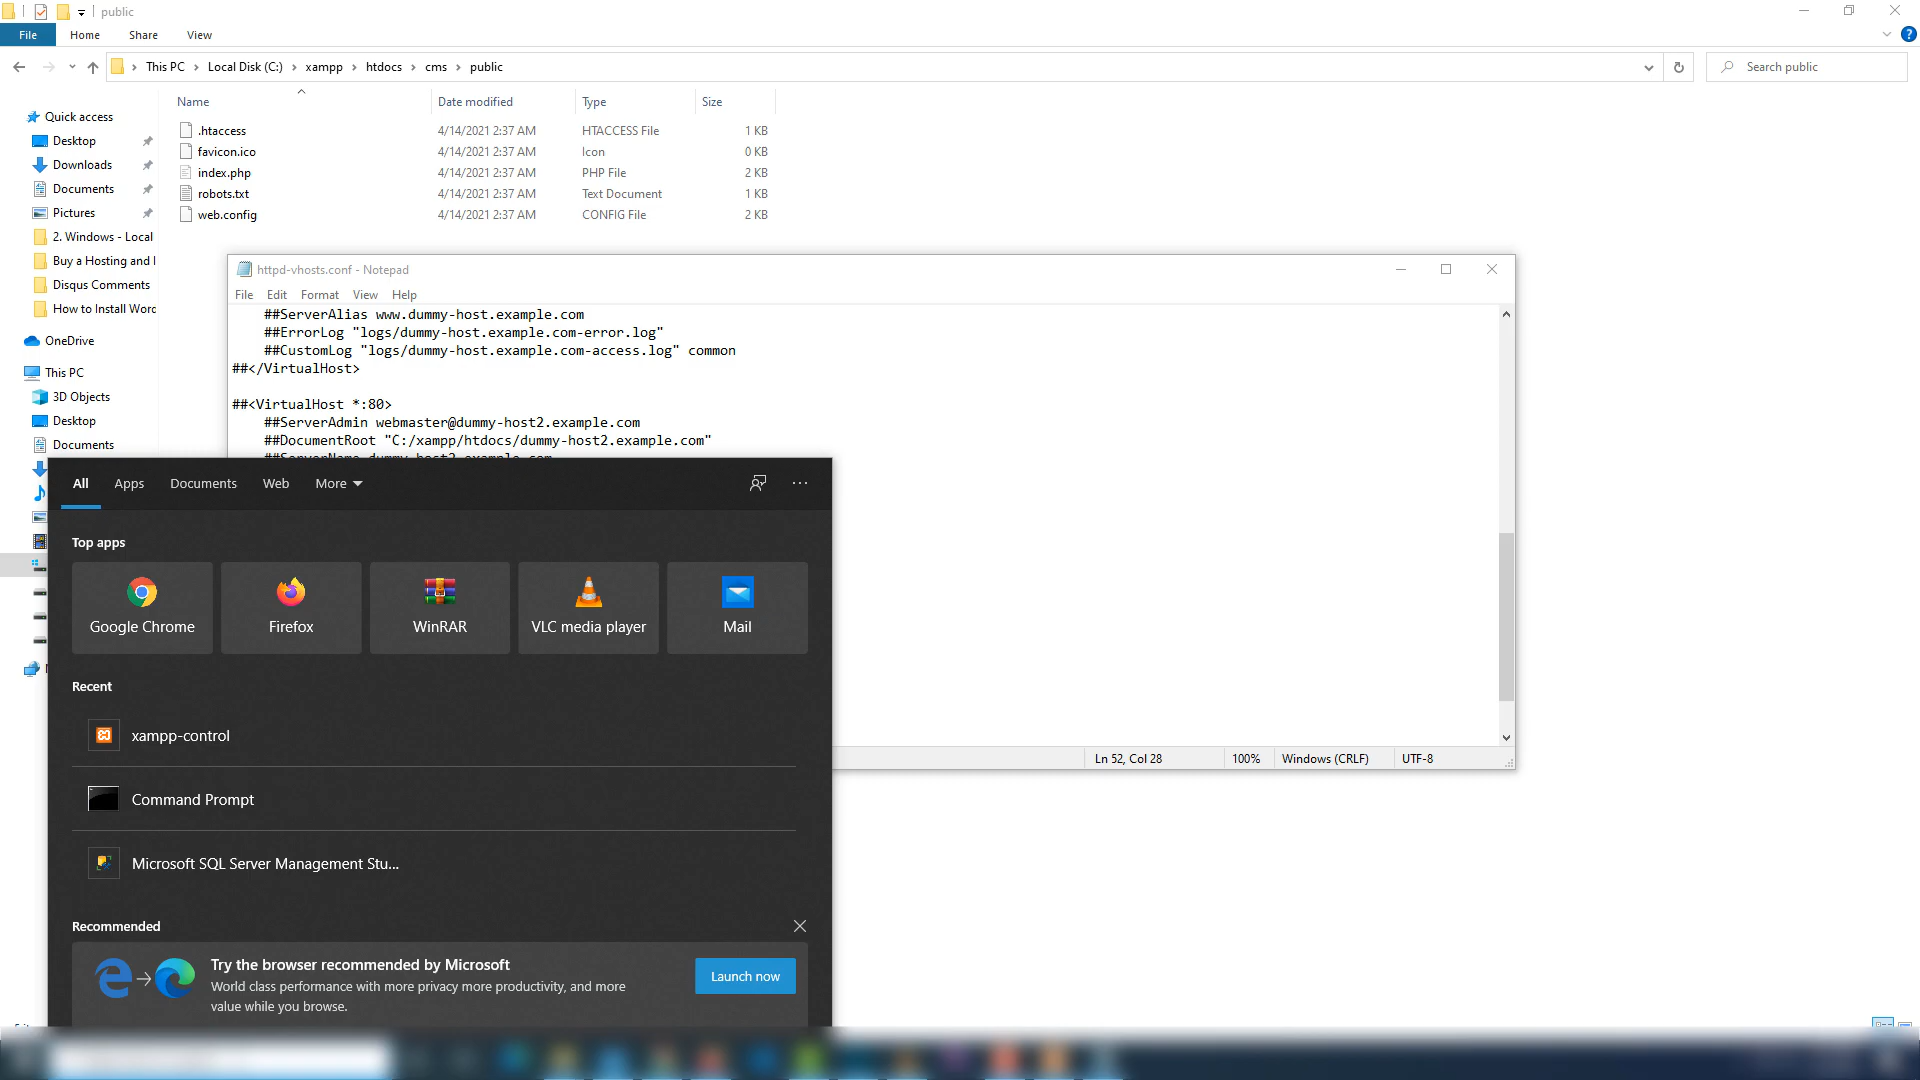 public
File Home Share View
This PC Local Disk (C:) xampp htdocs cms public
Search public
Name Date modified Type Size
.htaccess 4/14/2021 2:37 AM HTACCESS File 1 KB
favicon.ico 4/14/2021 2:37 AM Icon 0 KB
index.php 4/14/2021 2:37 AM PHP File 2 KB
robots.txt 4/14/2021 2:37 AM Text Document 1 KB
web.config 4/14/2021 2:37 AM CONFIG File 2 KB
Quick access
Desktop
Downloads
Documents
Pictures
2. Windows - Local
Buy a Hosting and
Disqus Comments
How to Install Word
OneDrive
This PC
3D Objects
Desktop
Documents
httpd-vhosts.conf - Notepad
File Edit Format View Help
##ServerAlias www.dummy-host.example.com
##ErrorLog "logs/dummy-host.example.com-error.log"
##CustomLog "logs/dummy-host.example.com-access.log" common
##</VirtualHost>
##<VirtualHost *:80>
##ServerAdmin webmaster@dummy-host2.example.com
##DocumentRoot "C:/xampp/htdocs/dummy-host2.example.com"
##ServerName dummy-host2.example.com
Ln 52, Col 28 100% Windows (CRLF) UTF-8
All Apps Documents Web More
Top apps
Google Chrome Firefox WinRAR VLC media player Mail
Recent
xampp-control
Command Prompt
Microsoft SQL Server Management Stu...
Recommended
Try the browser recommended by Microsoft
World class performance with more privacy more productivity, and more
value while you browse.
Launch now